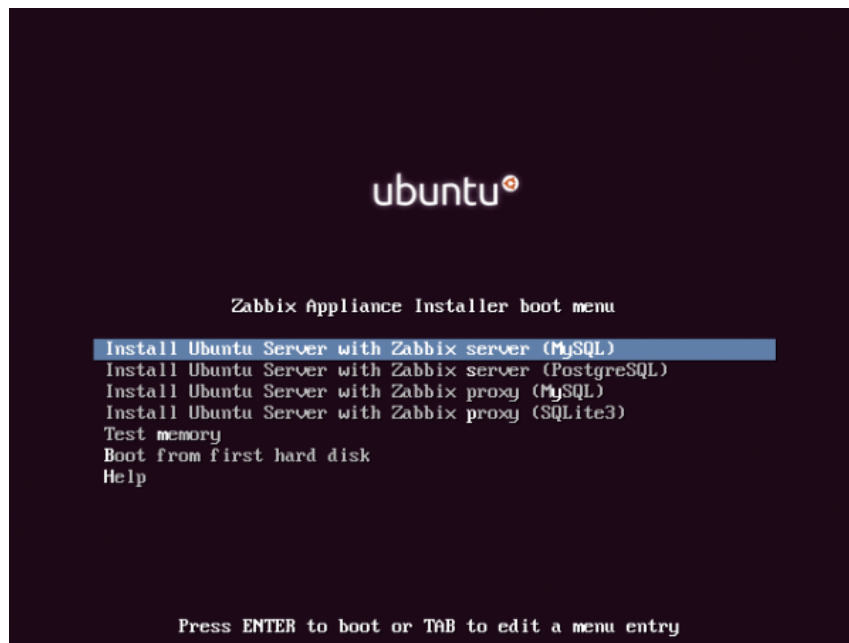 ubuntu
Zabbix Appliance Installer boot menu
Install Ubuntu Server with Zabbix server (MySQL)
Install Ubuntu Server with Zabbix server (PostgreSQL)
Install Ubuntu Server with Zabbix proxy (MySQL)
Install Ubuntu Server with Zabbix proxy (SQLite3)
Test memory
Boot from first hard disk
Help
Press ENTER to boot or TAB to edit a menu entry